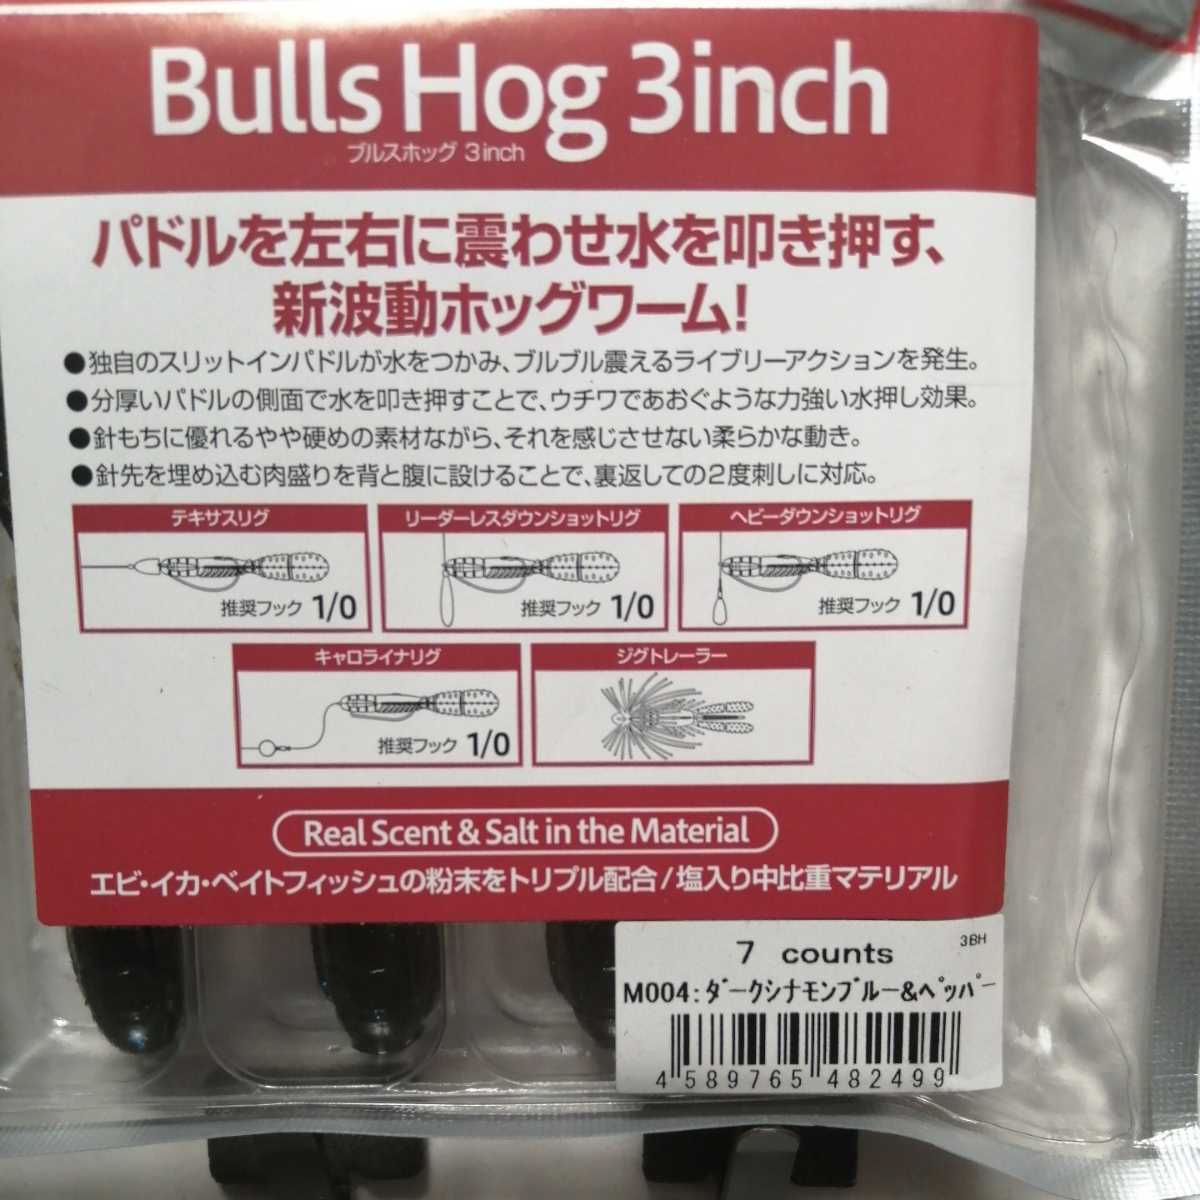 Bulls Hog 3inch
ブルスホッグ 3inch
パドルを左右に震わせ水を叩き押す、
新波動ホッグワーム!
●独自のスリットインパドルが水をつかみ、ブルブル震えるライブリーアクションを発生。
●分厚いパドルの側面で水を叩き押すことで、ウチワであおぐような力強い水押し効果。
●針もちに優れるやや硬めの素材ながら、それを感じさせない柔らかな動き。
●針先を埋め込む肉盛りを背と腹に設けることで、裏返しての2度刺しに対応。
テキサスリグ
推奨フック 1/0
リーダーレスダウンショットリグ
推奨フック 1/0
ヘビーダウンショットリグ
推奨フック 1/0
キャロライナリグ
推奨フック 1/0
ジグトレーラー
Real Scent & Salt in the Material
エビ・イカ・ベイトフィッシュの粉末をトリプル配合/塩入り中比重マテリアル
7 counts
3BH
M004:ﾀﾞｰクシナモンﾌﾞルー&ﾍﾟッﾊﾟｰ
4 589765 482499